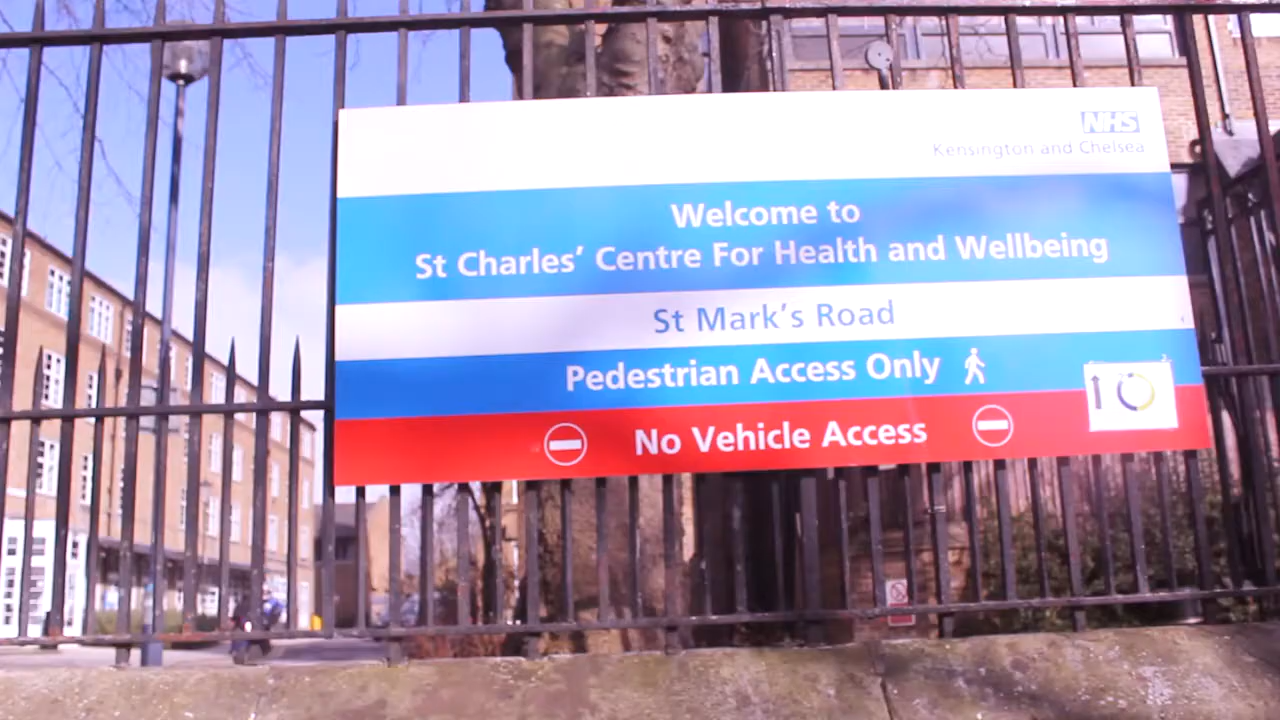 NHS
Kensington and Chelsea
Welcome to
St Charles' Centre For Health and Wellbeing
St Mark's Road
Pedestrian Access Only
No Vehicle Access